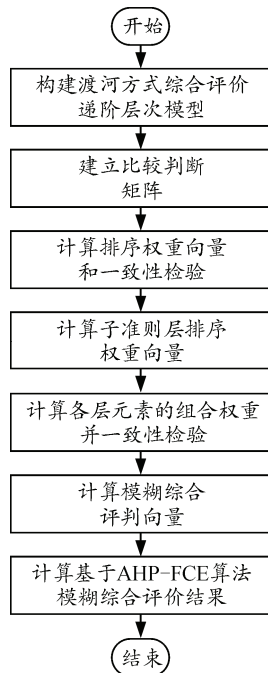 开始
构建渡河方式综合评价
递阶层次模型
建立比较判断
矩阵
计算排序权重向量
和一致性检验
计算子准则层排序
权重向量
计算各层元素的组合权重
并一致性检验
计算模糊综合
评判向量
计算基于AHP-FCE算法
模糊综合评价结果
结束